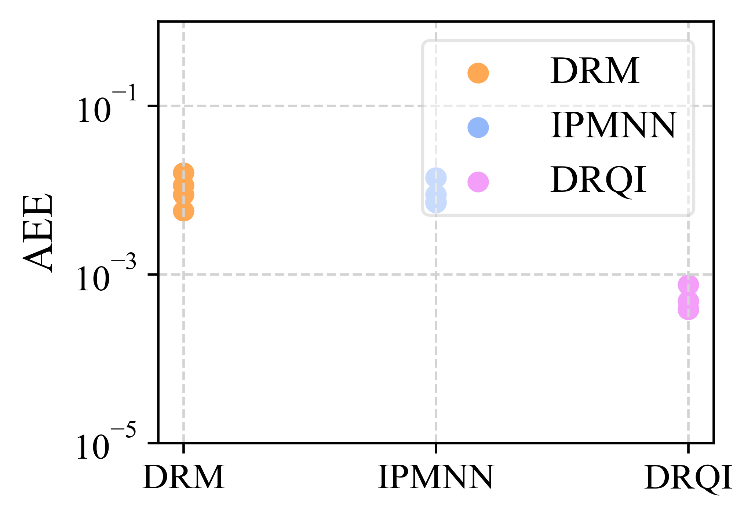 DRM
IPMNN
DRQI
AEE
10⁻¹
10⁻³
10⁻⁵
DRM IPMNN DRQI